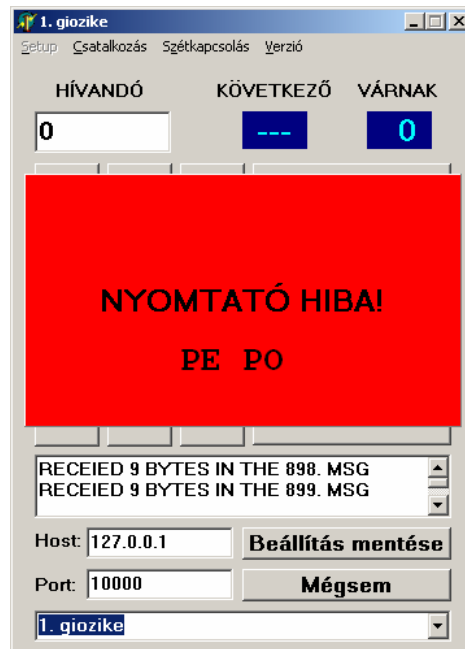 1. giozike
Setup Csatalkozás Szétkapcsolás Verzió
HÍVANDÓ KÖVETKEZŐ VÁRNAK
0 --- 0
NYOMTATÓ HIBA!
PE PO
RECEIED 9 BYTES IN THE 898. MSG
RECEIED 9 BYTES IN THE 899. MSG
Host: 127.0.0.1 Beállítás mentése
Port: 10000 Mégsem
1. giozike